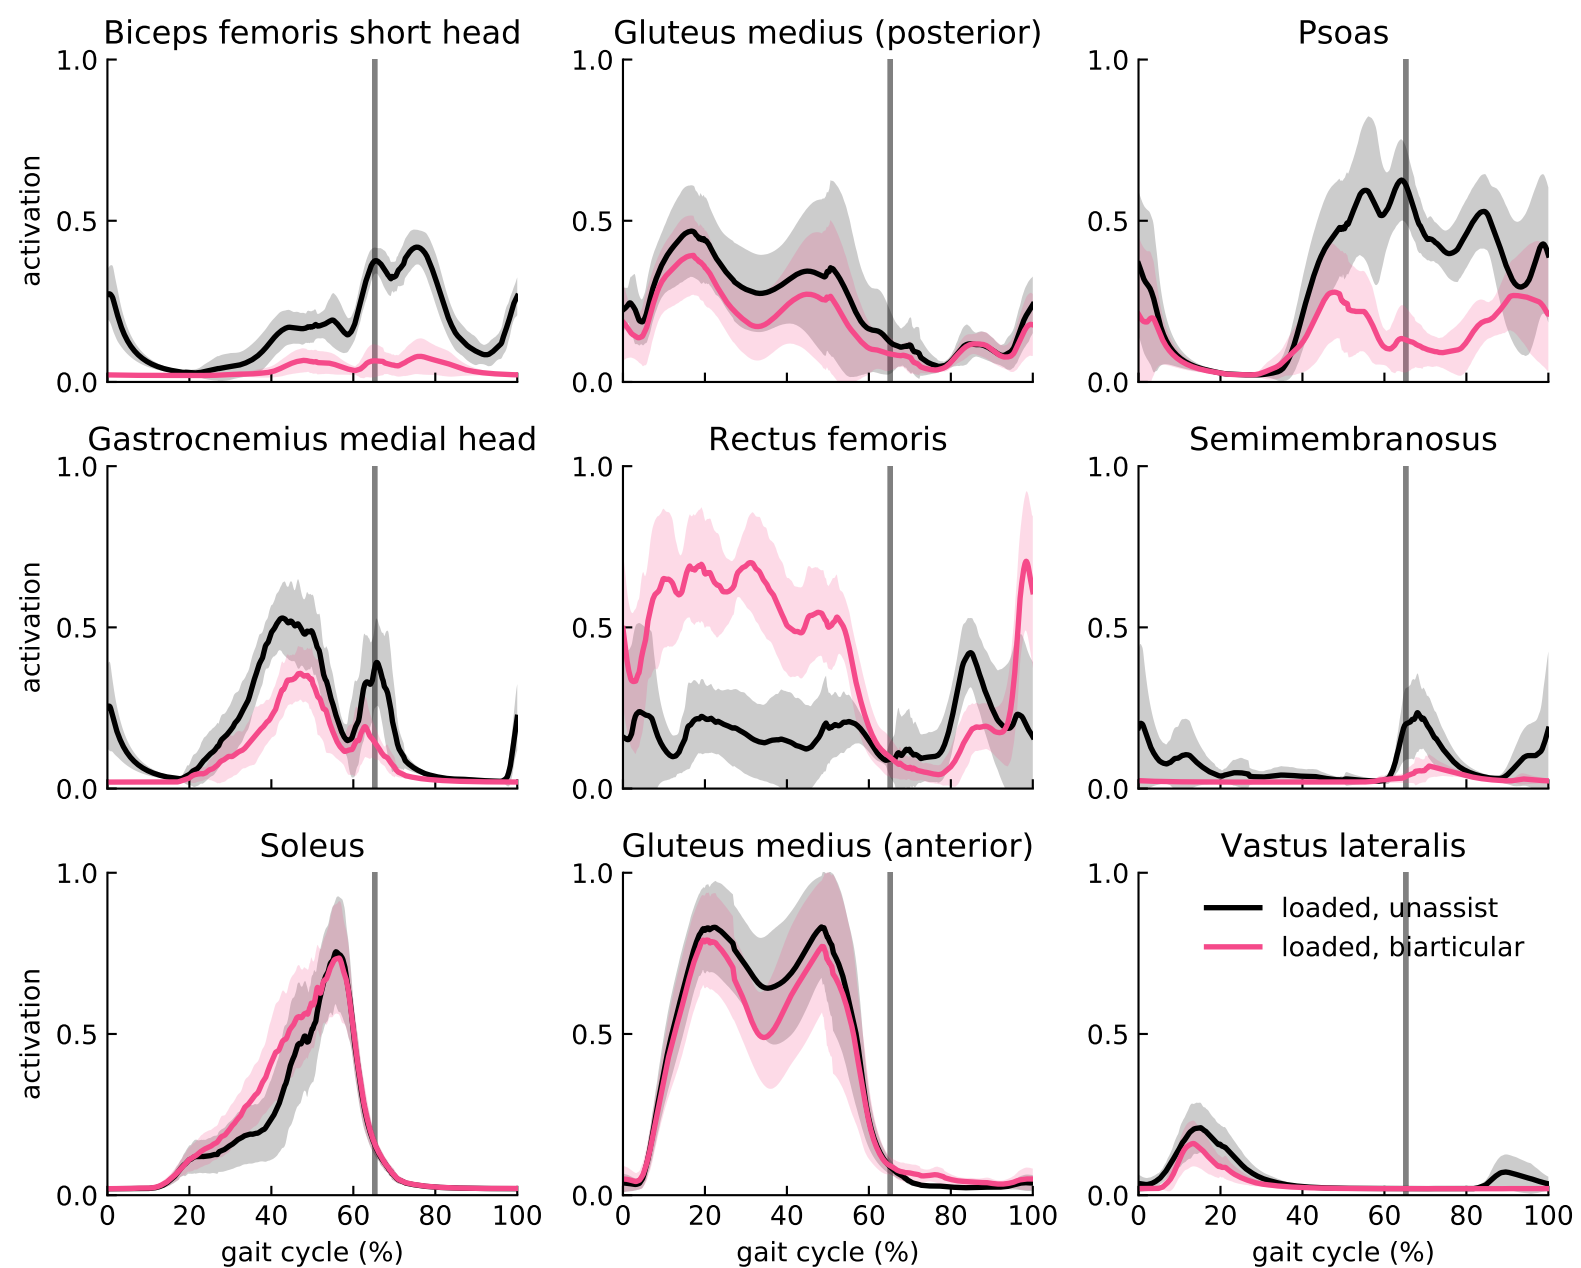 Biceps femoris short head
Gluteus medius (posterior)
Psoas
1.0
0.5
0.0
activation
1.0
0.5
0.0
1.0
0.5
0.0
Gastrocnemius medial head
Rectus femoris
Semimembranosus
1.0
0.5
0.0
activation
1.0
0.5
0.0
1.0
0.5
0.0
Soleus
Gluteus medius (anterior)
Vastus lateralis
1.0
0.5
0.0
activation
0 20 40 60 80 100
gait cycle (%)
1.0
0.5
0.0
0 20 40 60 80 100
gait cycle (%)
1.0
0.5
0.0
loaded, unassist
loaded, biarticular
0 20 40 60 80 100
gait cycle (%)